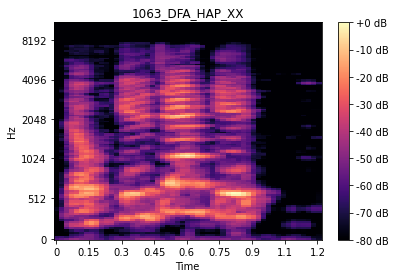 1063_DFA_HAP_XX
+0 dB
8192
-10 dB
4096
-20 dB
-30 dB
2048
Hz
-40 dB
1024
-50 dB
512
-60 dB
-70 dB
0
-80 dB
0 0.15 0.3 0.45 0.6 0.75 0.9 1.1 1.2
Time